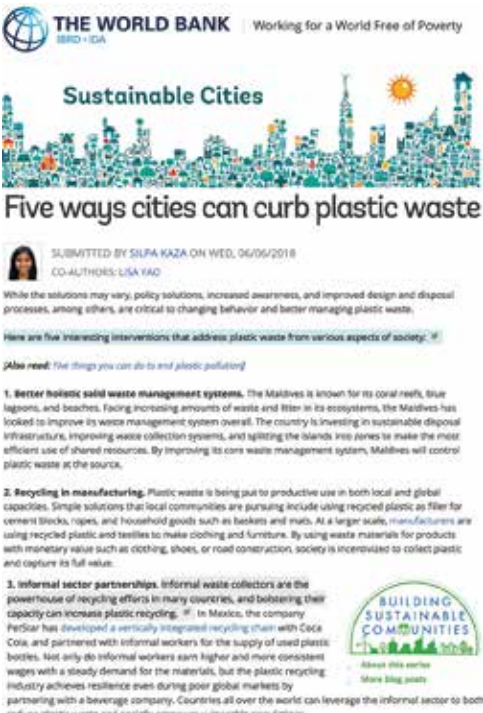 THE WORLD BANK
IBRD • IDA
Working for a World Free of Poverty
Sustainable Cities
Five ways cities can curb plastic waste
SUBMITTED BY SILPA KAZA ON WED, 06/06/2018
CO-AUTHORS: LISA YAO
While the solutions may vary, policy solutions, increased awareness, and improved design and disposal
processes, among others, are critical to changing behavior and better managing plastic waste.
Here are five interesting interventions that address plastic waste from various aspects of society:
[Also read: Five things you can do to end plastic pollution]
1. Better holistic solid waste management systems. The Maldives is known for its coral reefs, blue
lagoons, and beaches. Facing increasing amounts of waste and litter in its ecosystems, the Maldives has
looked to improve its waste management system overall. The country is investing in sustainable disposal
infrastructure, improving waste collection systems, and splitting the islands into zones to make the most
efficient use of shared resources. By improving its core waste management system, Maldives will control
plastic waste at the source.
2. Recycling in manufacturing. Plastic waste is being put to productive use in both local and global
capacities. Simple solutions that local communities are pursuing include using recycled plastic as filler for
cement blocks, ropes, and household goods such as baskets and mats. At a larger scale, manufacturers are
using recycled plastic and textiles to make clothing and furniture. By using waste materials for products
with monetary value such as clothing, shoes, or road construction, society is incentivized to collect plastic
and capture its full value.
3. Informal sector partnerships. Informal waste collectors are the
powerhouse of recycling efforts in many countries, and bolstering their
capacity can increase plastic recycling. In Mexico, the company
PetStar has developed a vertically integrated recycling chain with Coca
Cola, and partnered with informal workers for the supply of used plastic
bottles. Not only do informal workers earn higher and more consistent
wages with a steady demand for the materials, but the plastic recycling
industry achieves resilience even during poor global markets by
partnering with a beverage company. Countries all over the world can leverage the informal sector to both
BUILDING
SUSTAINABLE
COMMUNITIES
About this series
More blog posts